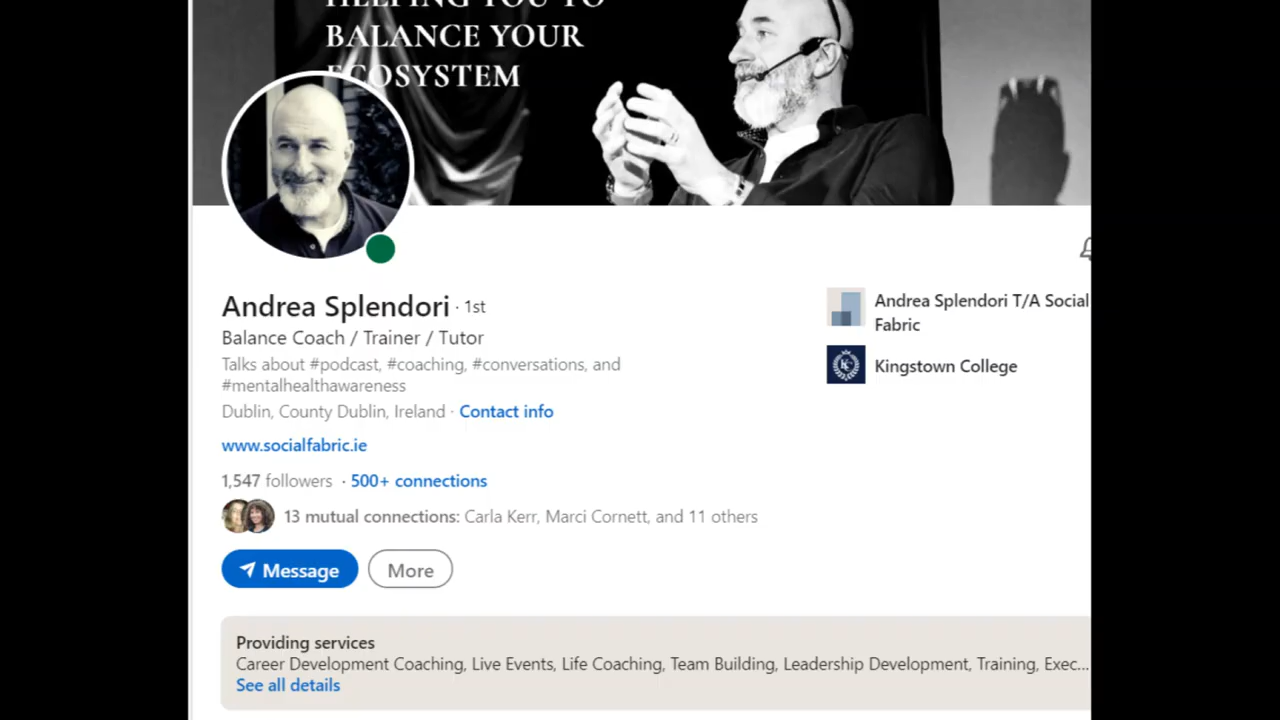 HELPING YOU TO
BALANCE YOUR
ECOSYSTEM
Andrea Splendori · 1st
Balance Coach / Trainer / Tutor
Talks about #podcast, #coaching, #conversations, and
#mentalhealthawareness
Dublin, County Dublin, Ireland · Contact info
www.socialfabric.ie
1,547 followers · 500+ connections
13 mutual connections: Carla Kerr, Marci Cornett, and 11 others
Message
More
Andrea Splendori T/A Social
Fabric
Kingstown College
Providing services
Career Development Coaching, Live Events, Life Coaching, Team Building, Leadership Development, Training, Exec...
See all details